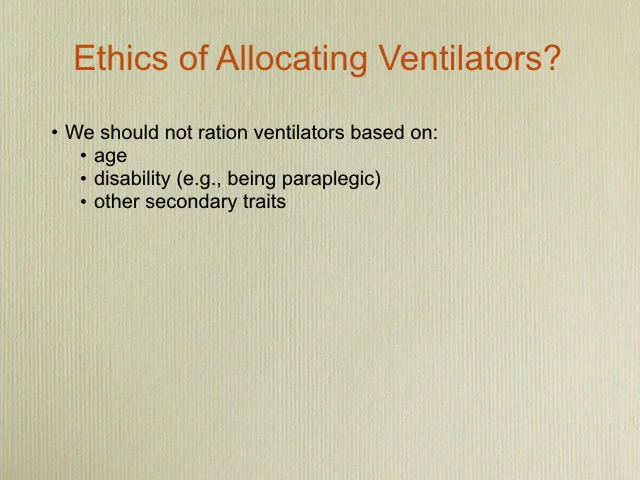 Ethics of Allocating Ventilators?
• We should not ration ventilators based on:
• age
• disability (e.g., being paraplegic)
• other secondary traits